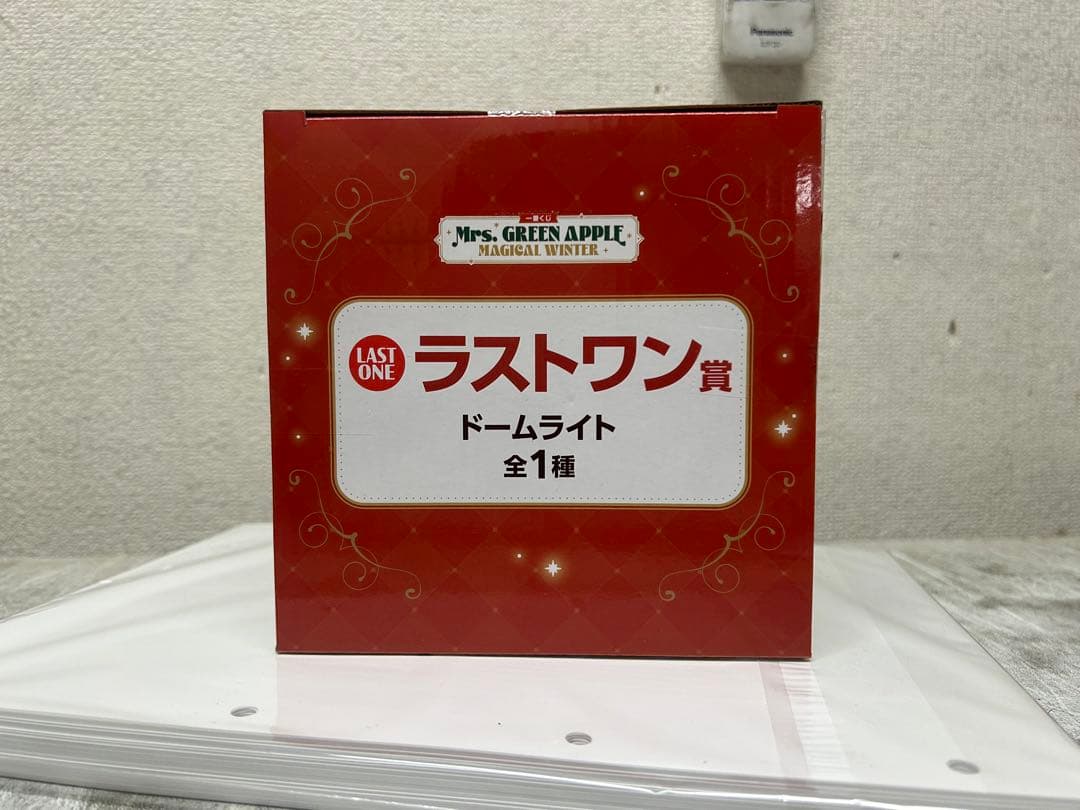 Panasonic
一番くじ
Mrs. GREEN APPLE
MAGICAL WINTER
LAST ONE
ラストワン賞
ドームライト
全1種